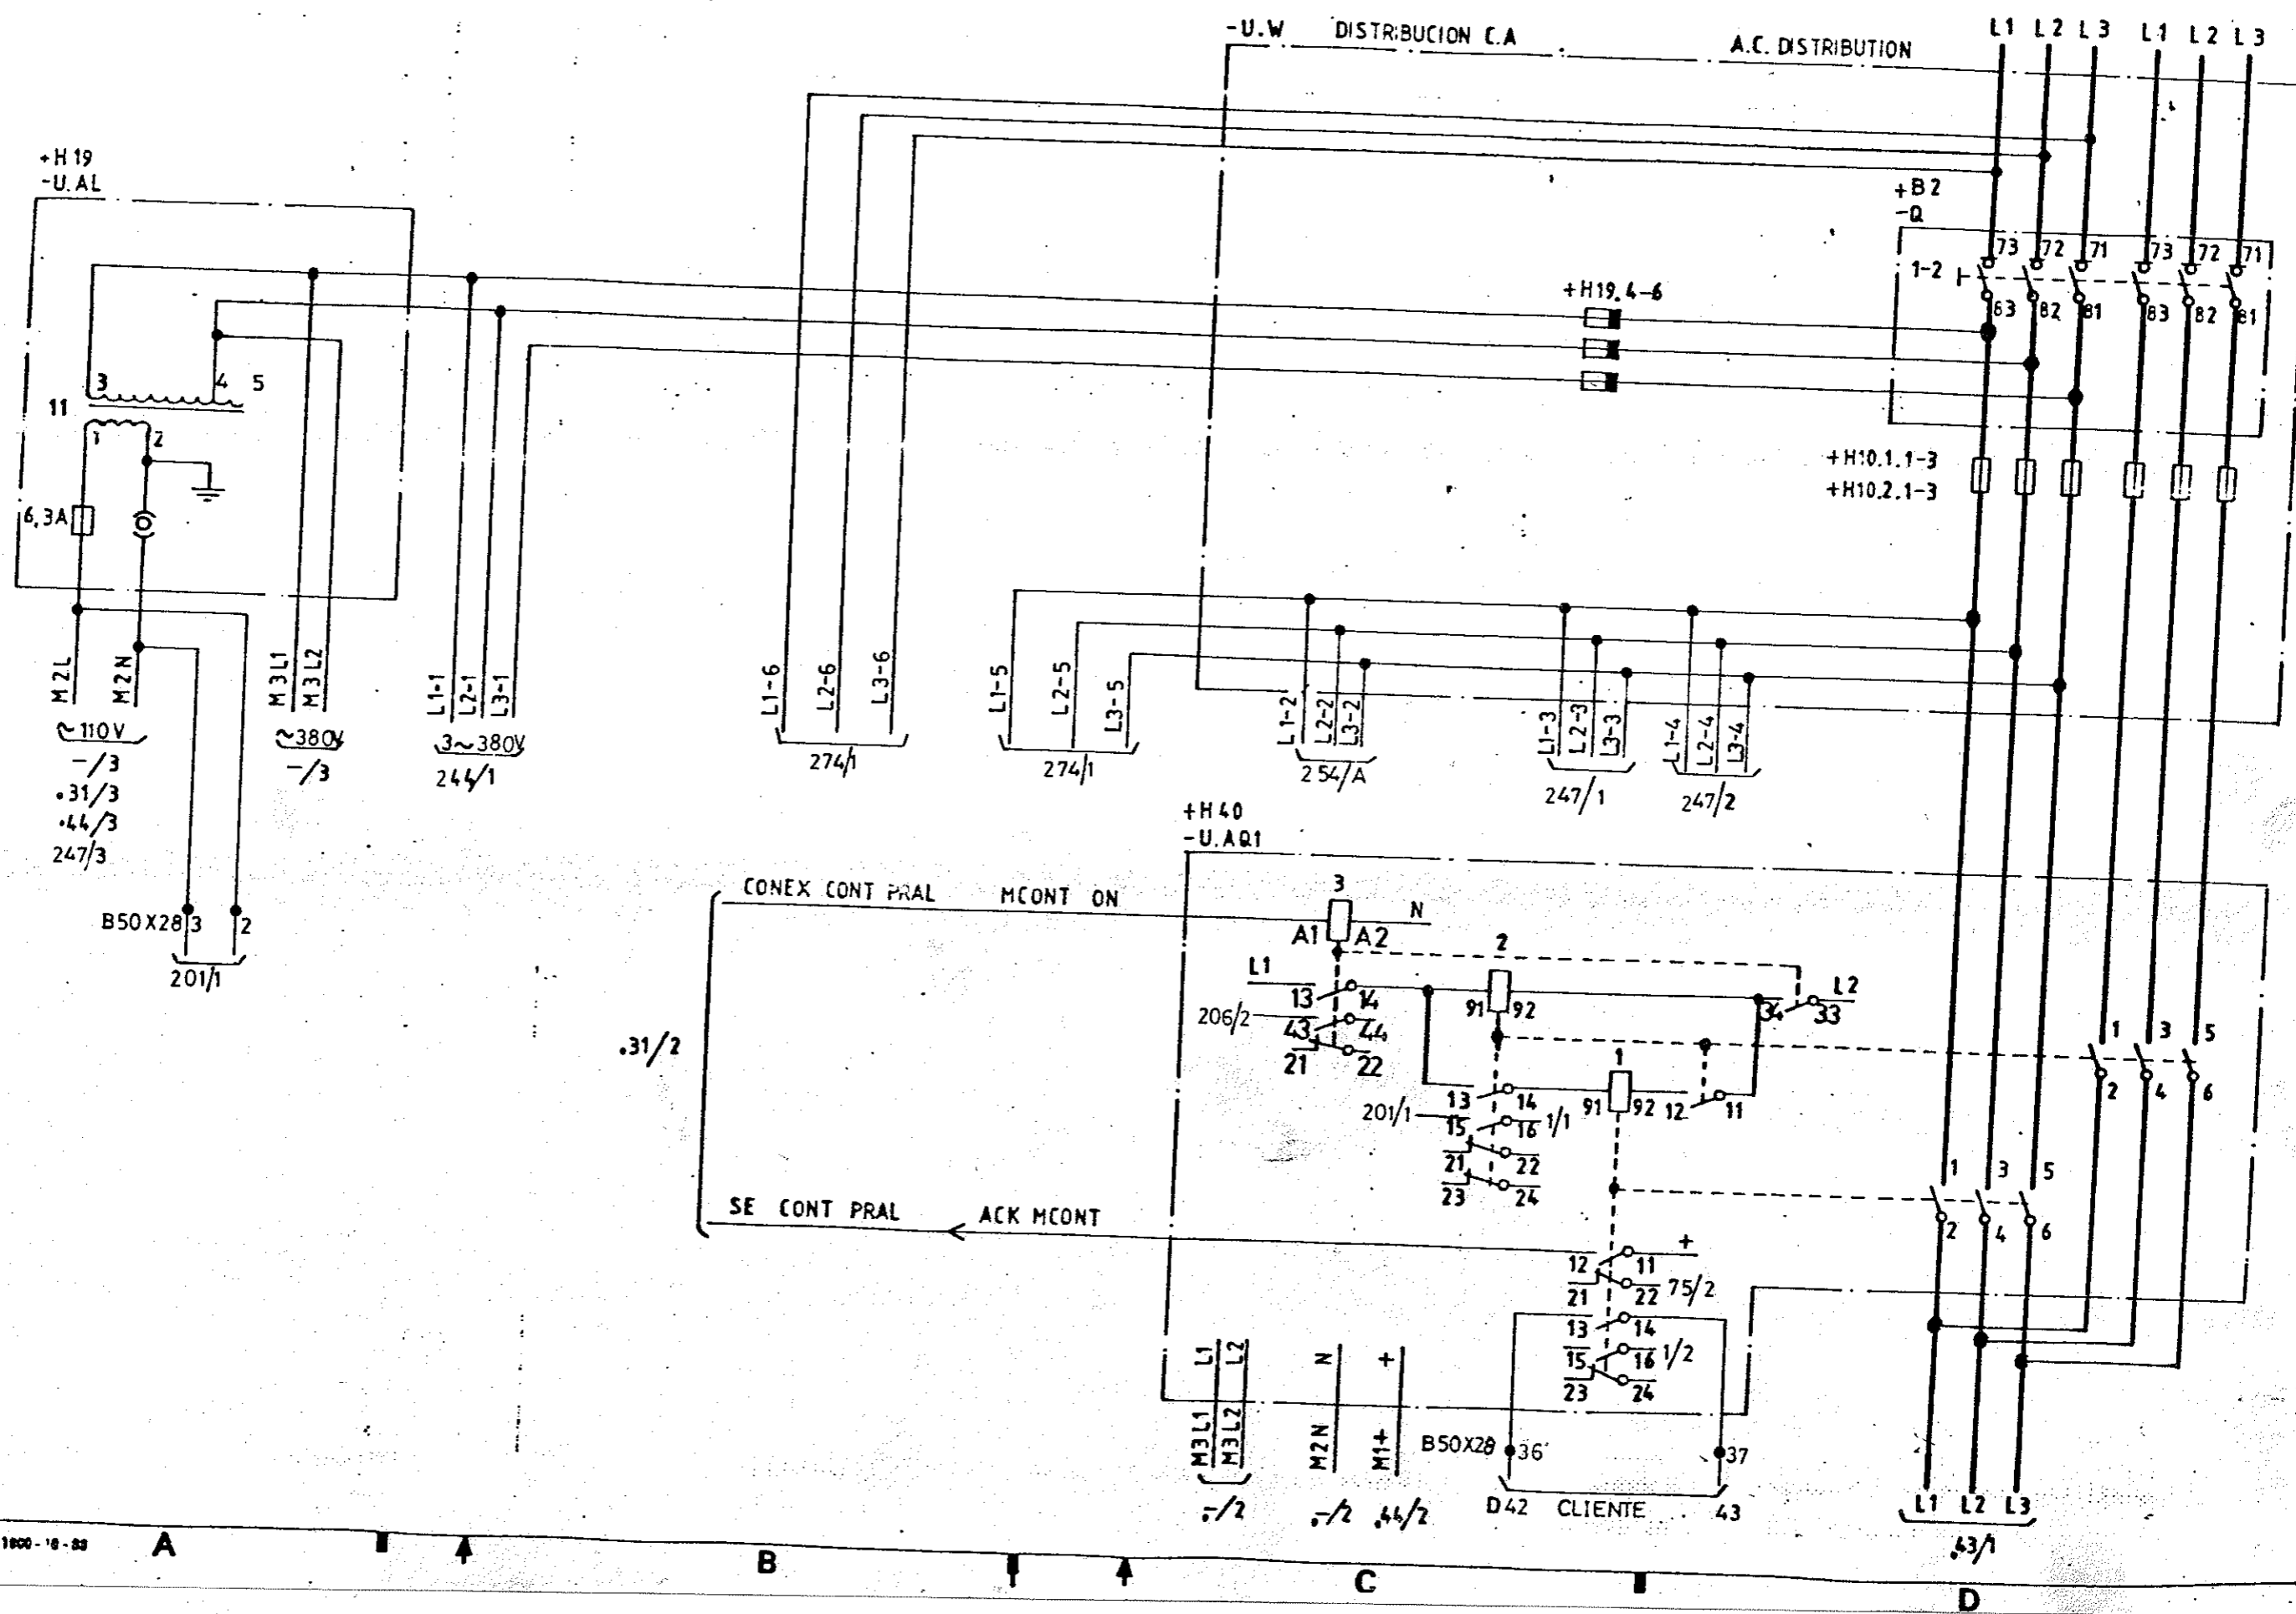 -U.W DISTRIBUCION C.A A.C. DISTRIBUTION
L1 L2 L3 L1 L2 L3
+H19
-U.AL
+B2
-Q
73 72 71 73 72 71
1-2
83 82 81 83 82 81
+H19.4-6
3 4 5
11
1 2
6,3A
+H10.1.1-3
+H10.2.1-3
M2L
M2N
M3L1
M3L2
L1-1
L2-1
L3-1
L1-6
L2-6
L3-6
L1-5
L2-5
L3-5
L1-2
L2-2
L3-2
L1-3
L2-3
L3-3
L1-4
L2-4
L3-4
~110V
-/3
.31/3
.44/3
247/3
~380V
-/3
3~380V
244/1
274/1
274/1
254/A
247/1
247/2
B50X28 3 2
201/1
+H40
-U.AQ1
CONEX CONT PRAL MCONT ON
3
N
A1 A2
2
L1
13 14
91 92
34 33
L2
206/2
43 44
21 22
1
13 14
91 92 12 11
201/1
15 16 1/1
21 22
23 24
.31/2
1 3 5
2 4 6
1 3 5
2 4 6
SE CONT PRAL ACK MCONT
+
12 11
21 22 75/2
13 14
15 16 1/2
23 24
L1
L2
N
+
M3L1
M3L2
M2N
M1+
B50X28 36 37
.-/2
.-/2
.44/2
D42 CLIENTE 43
L1 L2 L3
.43/1
A B C D